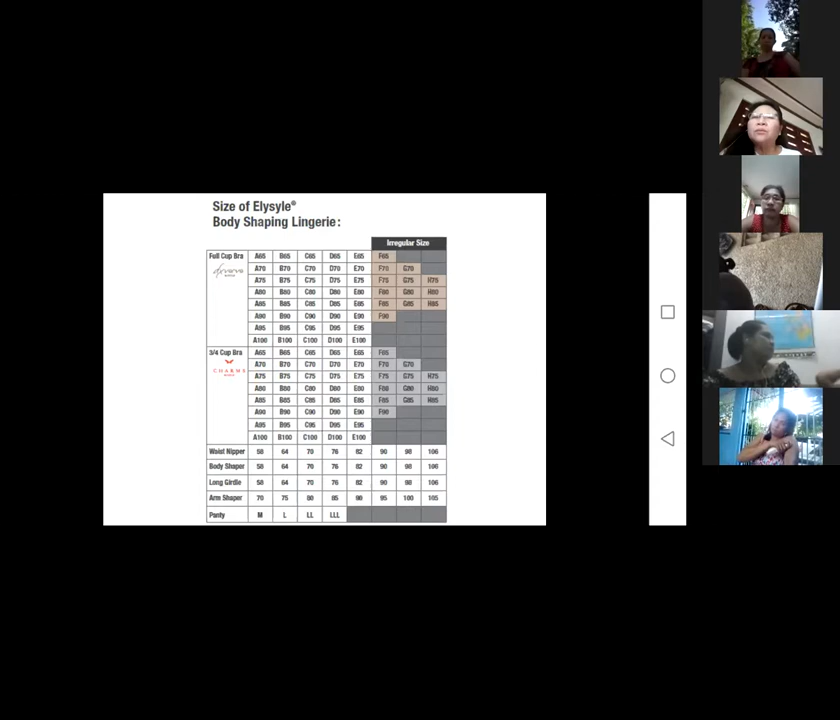 Size of Elysyle®
Body Shaping Lingerie:
Irregular Size
Full Cup Bra A65 B65 C65 D65 E65 F65
A70 B70 C70 D70 E70 F70 G70
A75 B75 C75 D75 E75 F75 G75 H75
A80 B80 C80 D80 E80 F80 G80 H80
A85 B85 C85 D85 E85 F85 G85 H85
A90 B90 C90 D90 E90 F90
A95 B95 C95 D95 E95
A100 B100 C100 D100 E100
3/4 Cup Bra A65 B65 C65 D65 E65 F65
CHARMS A70 B70 C70 D70 E70 F70 G70
A75 B75 C75 D75 E75 F75 G75 H75
A80 B80 C80 D80 E80 F80 G80 H80
A85 B85 C85 D85 E85 F85 G85 H85
A90 B90 C90 D90 E90 F90
A95 B95 C95 D95 E95
A100 B100 C100 D100 E100
Waist Nipper 58 64 70 76 82 90 98 106
Body Shaper 58 64 70 76 82 90 98 106
Long Girdle 58 64 70 76 82 90 98 106
Arm Shaper 70 75 80 85 90 95 100 105
Panty M L LL LLL